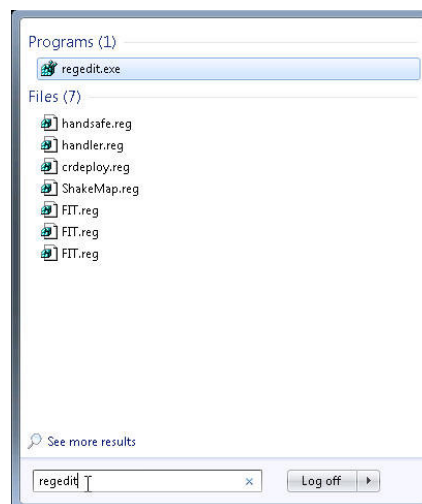 Programs (1)
regedit.exe
Files (7)
handsafe.reg
handler.reg
crdeploy.reg
ShakeMap.reg
FIT.reg
FIT.reg
FIT.reg
See more results
regedit
Log off